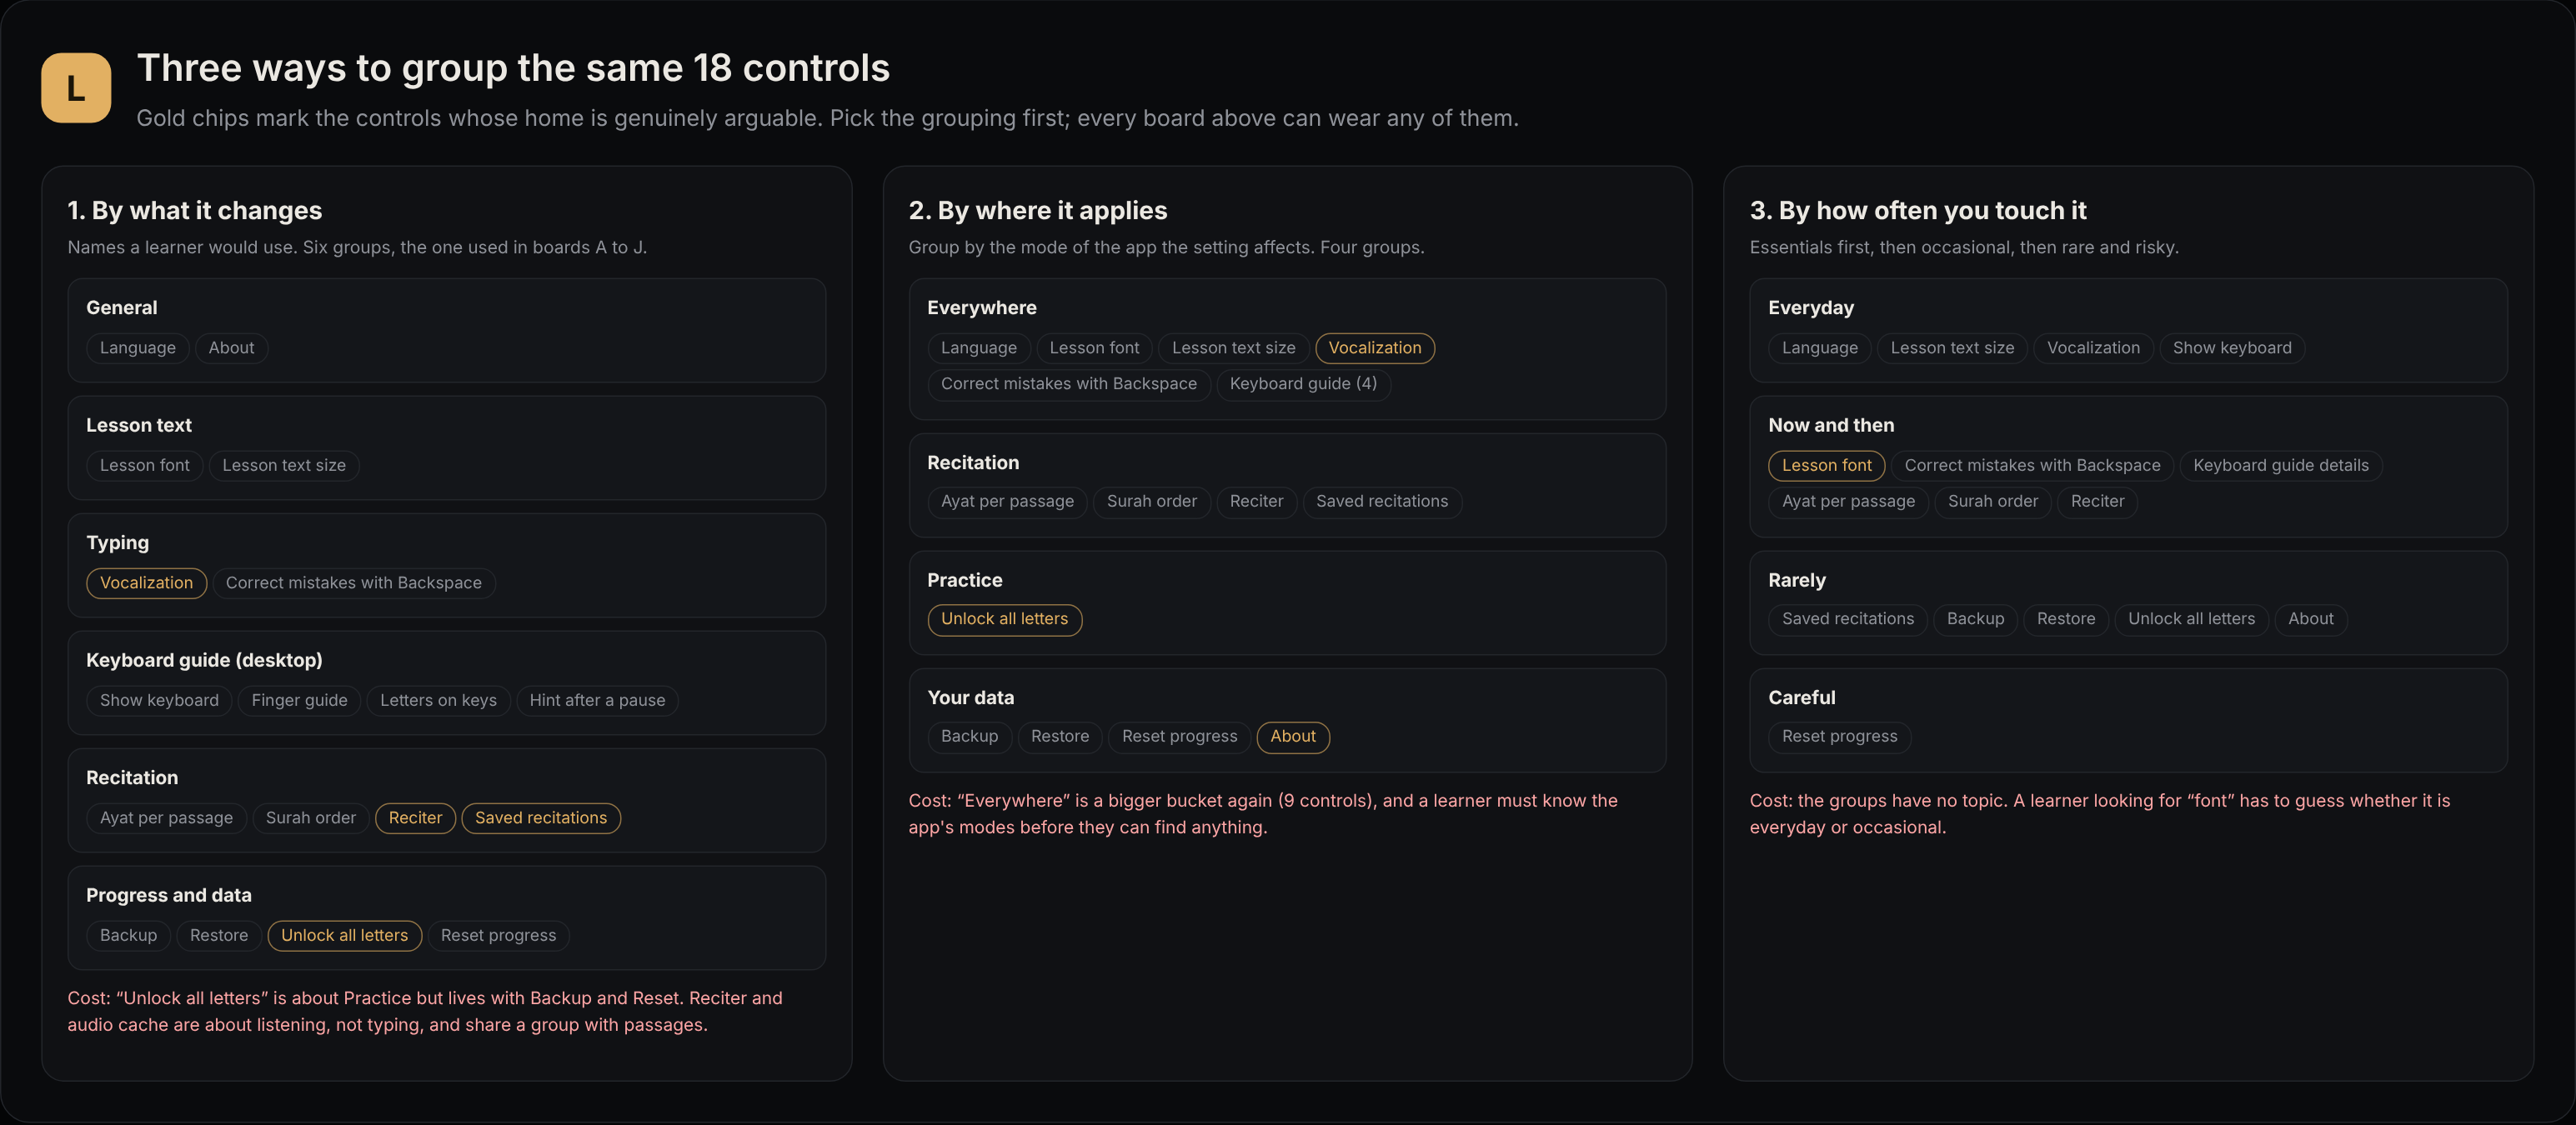 L
Three ways to group the same 18 controls
Gold chips mark the controls whose home is genuinely arguable. Pick the grouping first; every board above can wear any of them.
1. By what it changes
Names a learner would use. Six groups, the one used in boards A to J.
General
Language About
Lesson text
Lesson font Lesson text size
Typing
Vocalization Correct mistakes with Backspace
Keyboard guide (desktop)
Show keyboard Finger guide Letters on keys Hint after a pause
Recitation
Ayat per passage Surah order Reciter Saved recitations
Progress and data
Backup Restore Unlock all letters Reset progress
Cost: “Unlock all letters” is about Practice but lives with Backup and Reset. Reciter and
audio cache are about listening, not typing, and share a group with passages.
2. By where it applies
Group by the mode of the app the setting affects. Four groups.
Everywhere
Language Lesson font Lesson text size Vocalization
Correct mistakes with Backspace Keyboard guide (4)
Recitation
Ayat per passage Surah order Reciter Saved recitations
Practice
Unlock all letters
Your data
Backup Restore Reset progress About
Cost: “Everywhere” is a bigger bucket again (9 controls), and a learner must know the
app's modes before they can find anything.
3. By how often you touch it
Essentials first, then occasional, then rare and risky.
Everyday
Language Lesson text size Vocalization Show keyboard
Now and then
Lesson font Correct mistakes with Backspace Keyboard guide details
Ayat per passage Surah order Reciter
Rarely
Saved recitations Backup Restore Unlock all letters About
Careful
Reset progress
Cost: the groups have no topic. A learner looking for “font” has to guess whether it is
everyday or occasional.